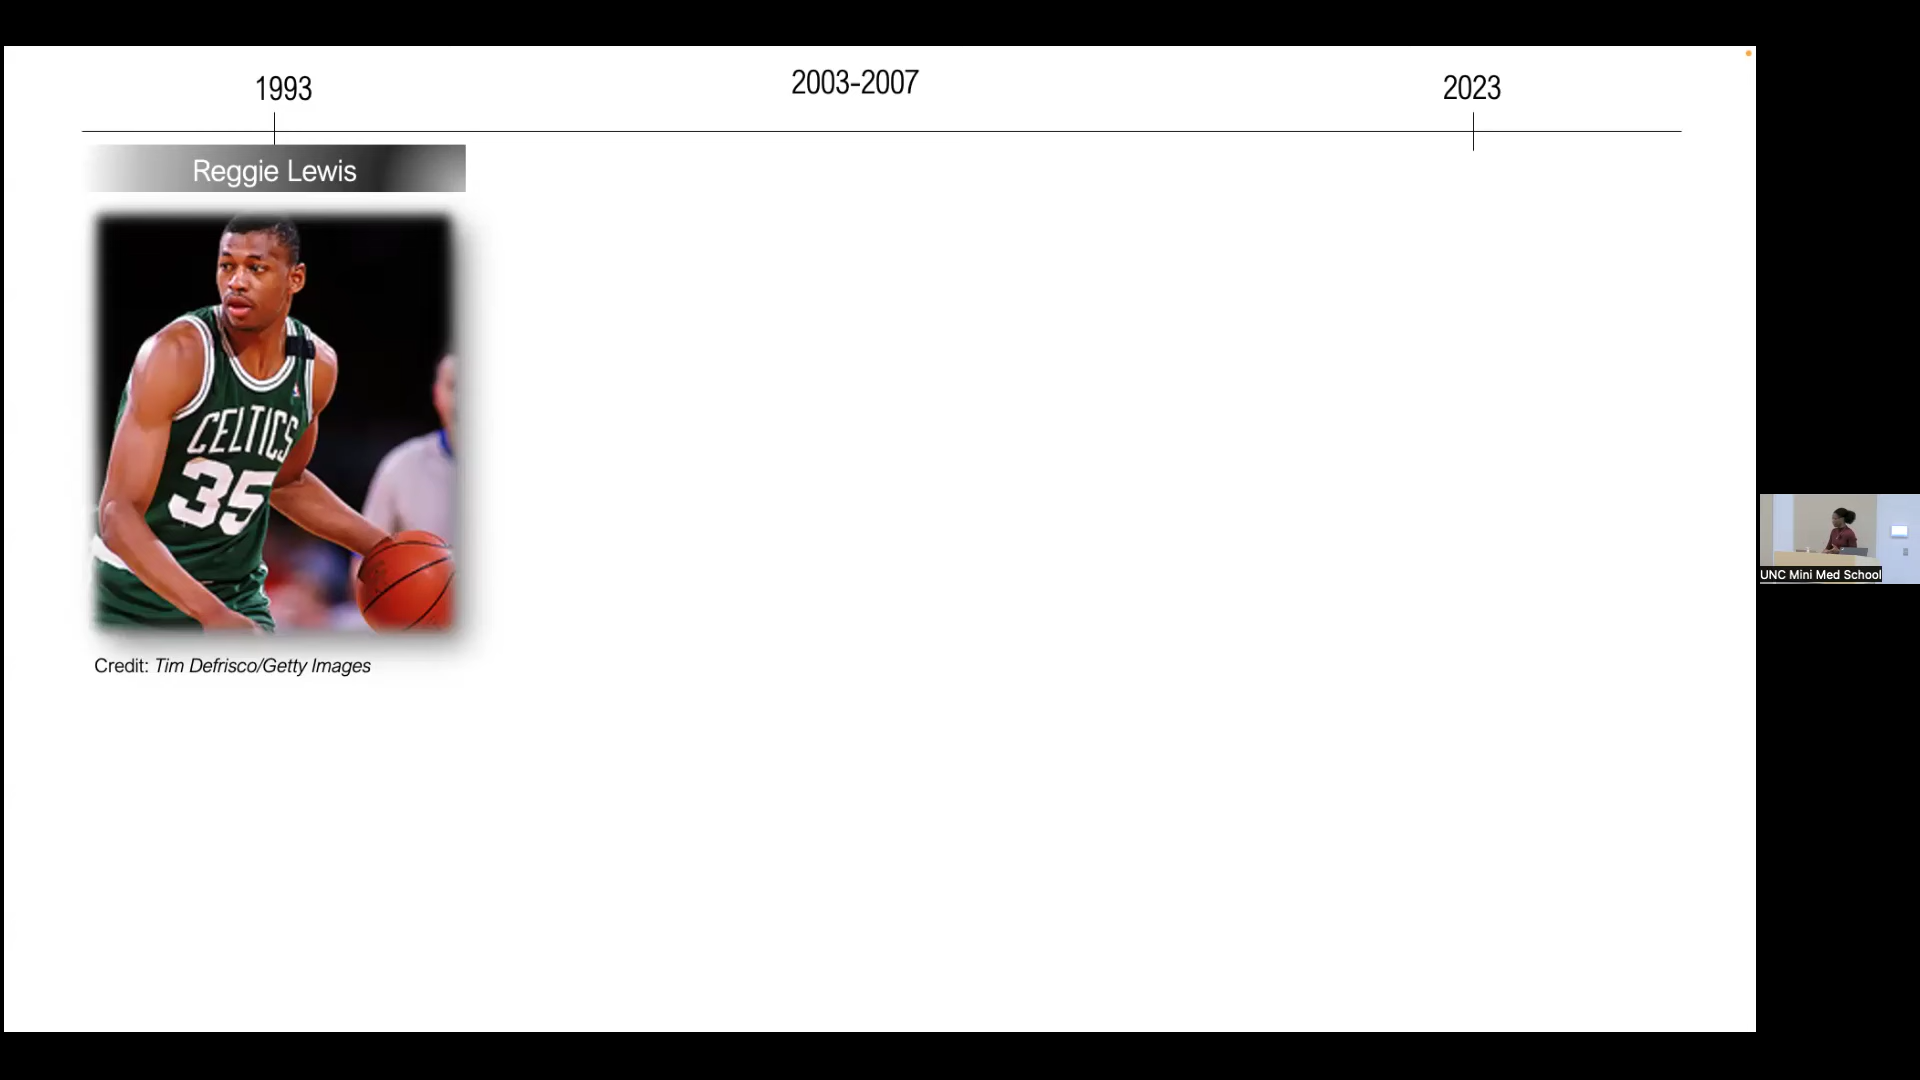 1993
2003-2007
2023
Reggie Lewis
CELTICS
35
Credit: Tim Defrisco/Getty Images
UNC Mini Med School